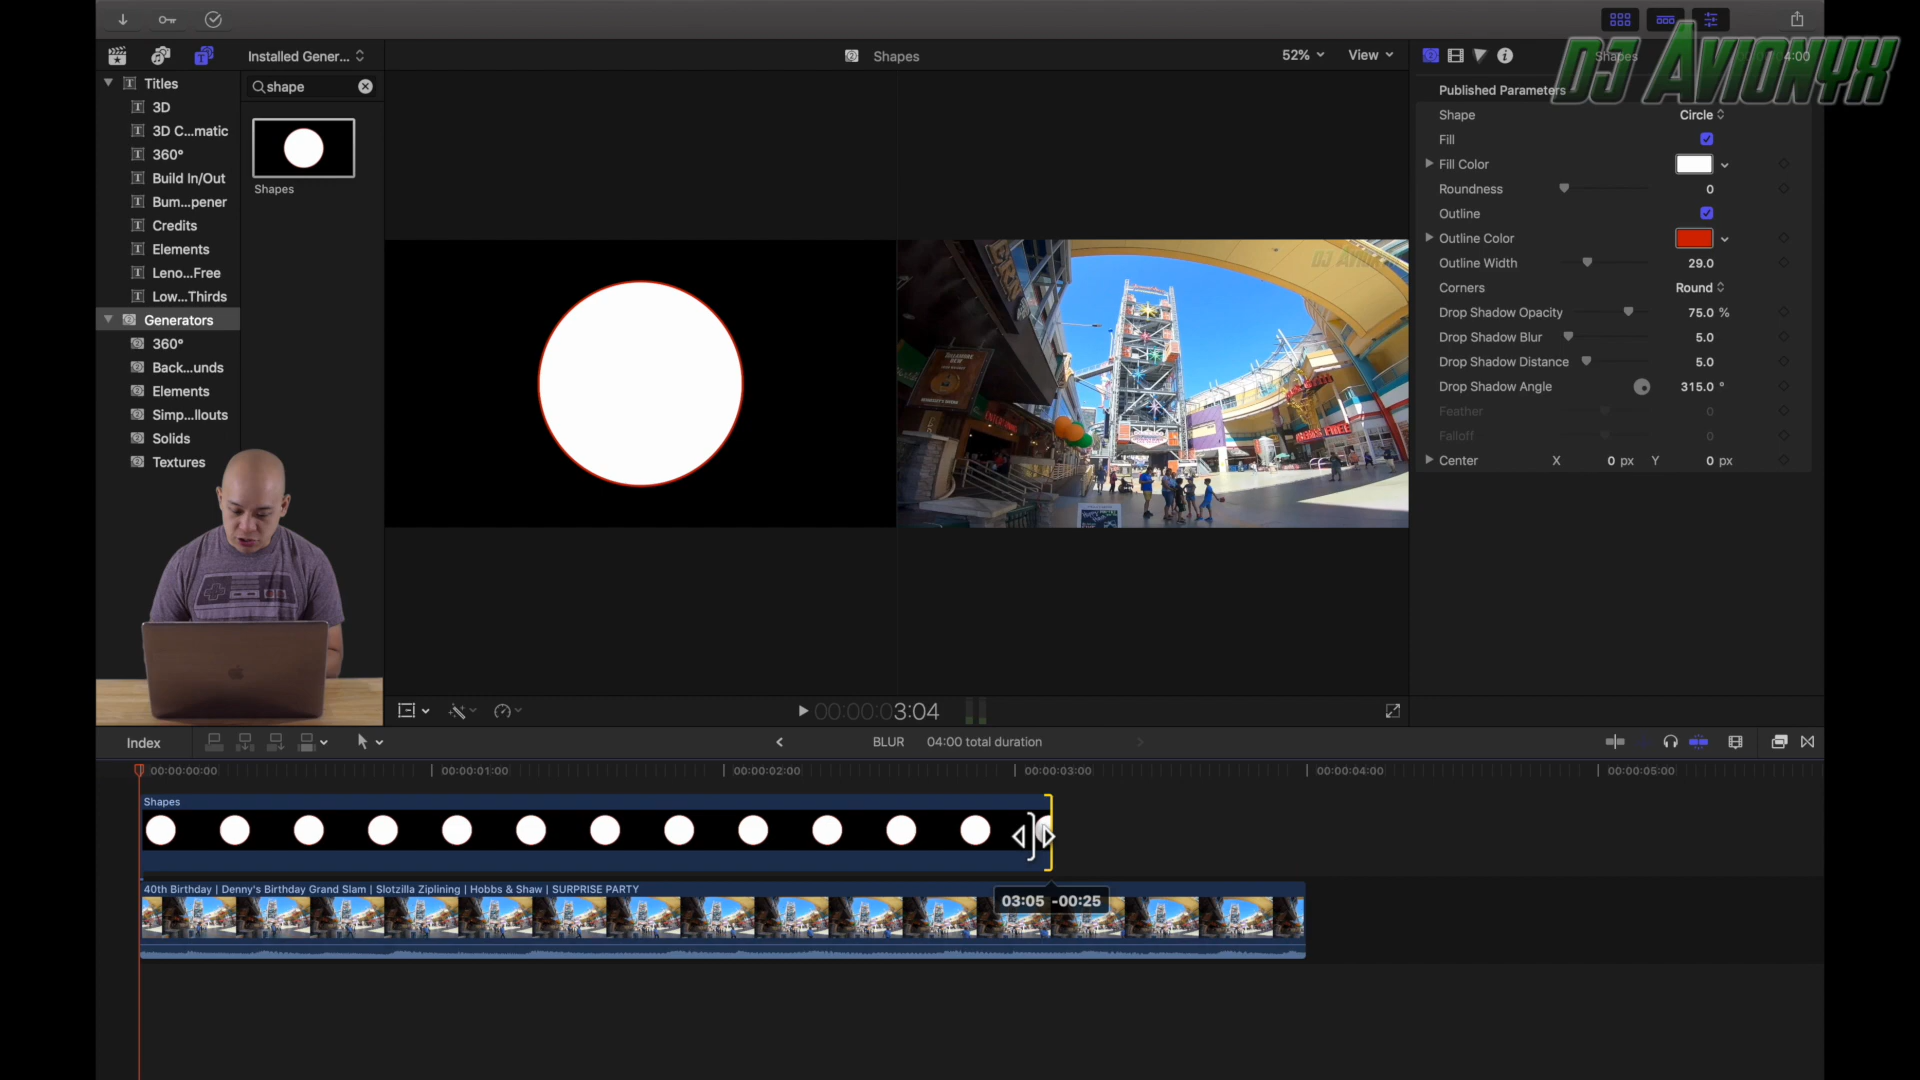 DJ AVIONYX
Installed Gener...
Shapes
52%
View
Shapes
4:00
Titles
shape
3D
3D C...matic
360°
Build In/Out
Bum...pener
Credits
Elements
Leno...Free
Low...Thirds
Generators
360°
Back...unds
Elements
Simp...llouts
Solids
Textures
Shapes
Published Parameters
Shape Circle
Fill
Fill Color
Roundness 0
Outline
Outline Color
Outline Width 29.0
Corners Round
Drop Shadow Opacity 75.0 %
Drop Shadow Blur 5.0
Drop Shadow Distance 5.0
Drop Shadow Angle 315.0 °
Feather 0
Falloff 0
Center X 0 px Y 0 px
DJ AVIONYX
00:00:03:04
Index
BLUR 04:00 total duration
00:00:00:00 00:00:01:00 00:00:02:00 00:00:03:00 00:00:04:00 00:00:05:00
Shapes
40th Birthday | Denny's Birthday Grand Slam | Slotzilla Ziplining | Hobbs & Shaw | SURPRISE PARTY
03:05 -00:25